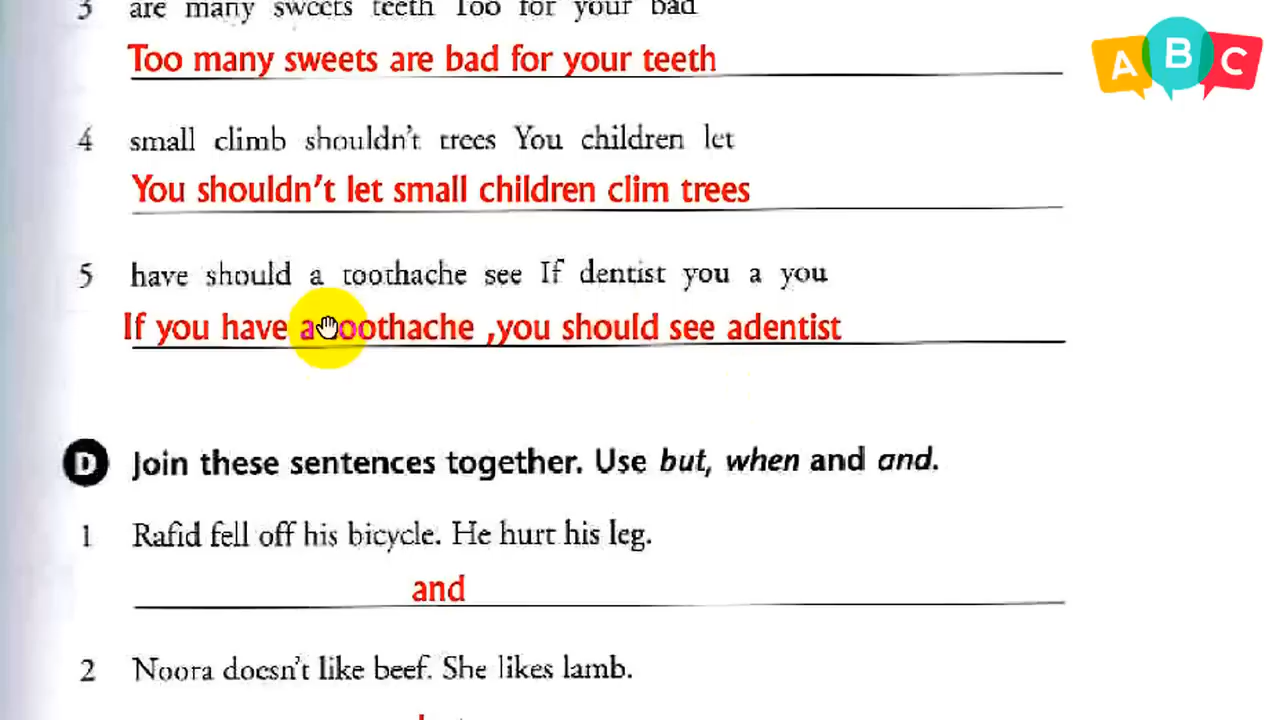 3 are many sweets teeth Too for your bad
Too many sweets are bad for your teeth
4 small climb shouldn't trees You children let
You shouldn't let small children clim trees
5 have should a toothache see If dentist you a you
If you have a oothache ,you should see adentist
D Join these sentences together. Use but, when and and.
1 Rafid fell off his bicycle. He hurt his leg.
and
2 Noora doesn't like beef. She likes lamb.
A B C